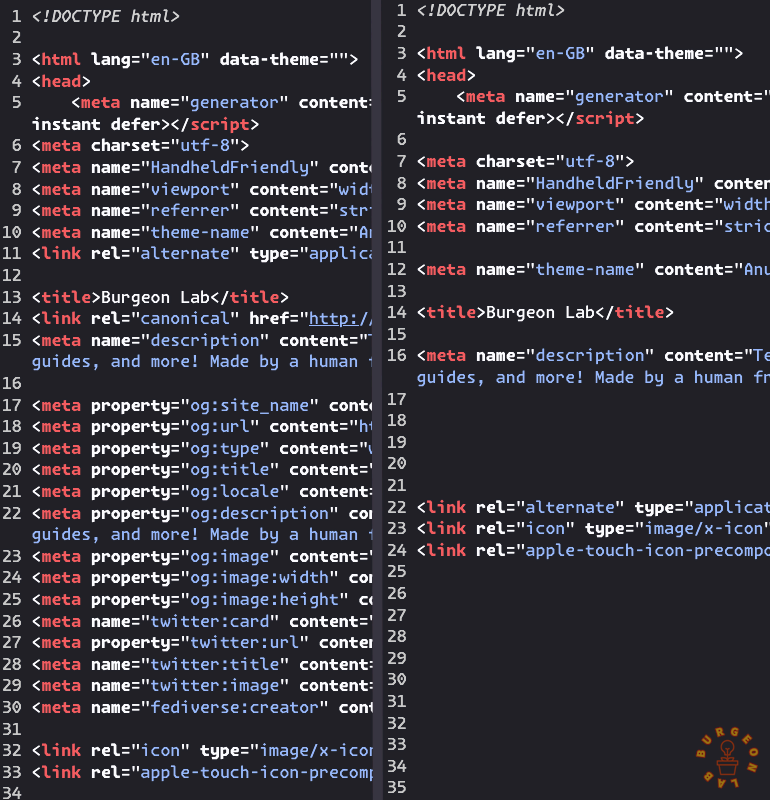 1 <!DOCTYPE html>
2
3 <html lang="en-GB" data-theme="">
4 <head>
5 <meta name="generator" content=
instant defer></script>
6 <meta charset="utf-8">
7 <meta name="HandheldFriendly" conte
8 <meta name="viewport" content="widt
9 <meta name="referrer" content="stri
10 <meta name="theme-name" content="An
11 <link rel="alternate" type="applica
12
13 <title>Burgeon Lab</title>
14 <link rel="canonical" href="http:/
15 <meta name="description" content="T
guides, and more! Made by a human f
16
17 <meta property="og:site_name" conte
18 <meta property="og:url" content="ht
19 <meta property="og:type" content="w
20 <meta property="og:title" content="
21 <meta property="og:locale" content=
22 <meta property="og:description" con
guides, and more! Made by a human f
23 <meta property="og:image" content="
24 <meta property="og:image:width" con
25 <meta property="og:image:height" co
26 <meta name="twitter:card" content="
27 <meta property="twitter:url" conten
28 <meta name="twitter:title" content=
29 <meta name="twitter:image" content=
30 <meta name="fediverse:creator" cont
31
32 <link rel="icon" type="image/x-icon
33 <link rel="apple-touch-icon-precomp
34
1 <!DOCTYPE html>
2
3 <html lang="en-GB" data-theme="">
4 <head>
5 <meta name="generator" content="
instant defer></script>
6
7 <meta charset="utf-8">
8 <meta name="HandheldFriendly" conten
9 <meta name="viewport" content="width
10 <meta name="referrer" content="stric
11
12 <meta name="theme-name" content="Anu
13
14 <title>Burgeon Lab</title>
15
16 <meta name="description" content="Te
guides, and more! Made by a human fr
17
18
19
20
21
22 <link rel="alternate" type="applicat
23 <link rel="icon" type="image/x-icon"
24 <link rel="apple-touch-icon-precompo
25
26
27
28
29
30
31
32
33
34
35
BURGEON LAB